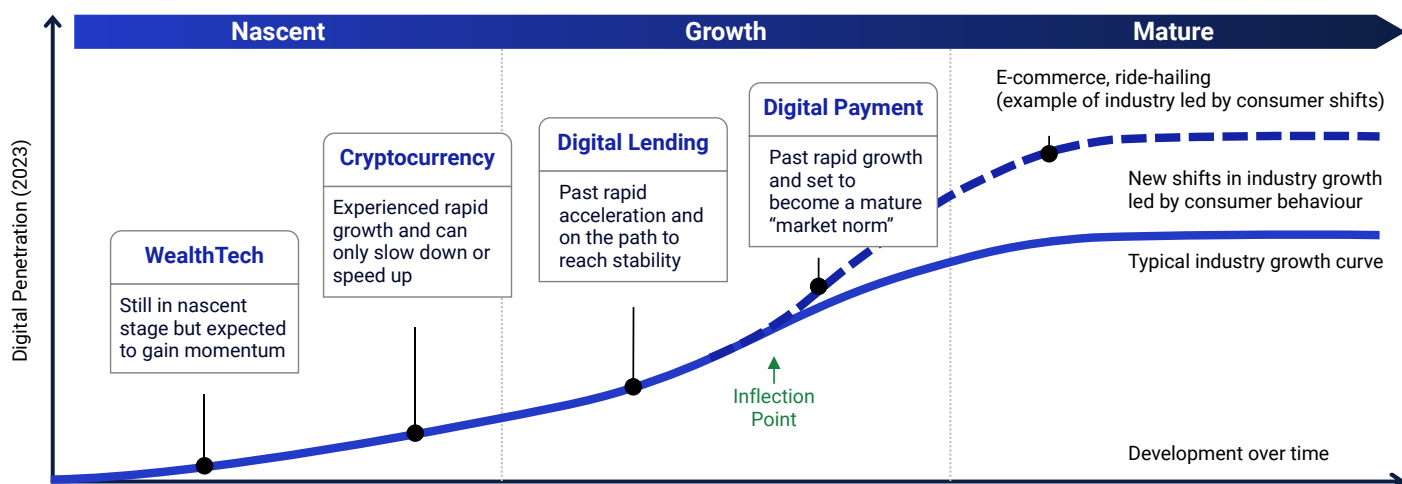 Nascent
Growth
Mature
Digital Penetration (2023)
WealthTech
Still in nascent
stage but expected
to gain momentum
Cryptocurrency
Experienced rapid
growth and can
only slow down or
speed up
Digital Lending
Past rapid
acceleration and
on the path to
reach stability
Digital Payment
Past rapid growth
and set to
become a mature
“market norm”
Inflection
Point
E-commerce, ride-hailing
(example of industry led by consumer shifts)
New shifts in industry growth
led by consumer behaviour
Typical industry growth curve
Development over time